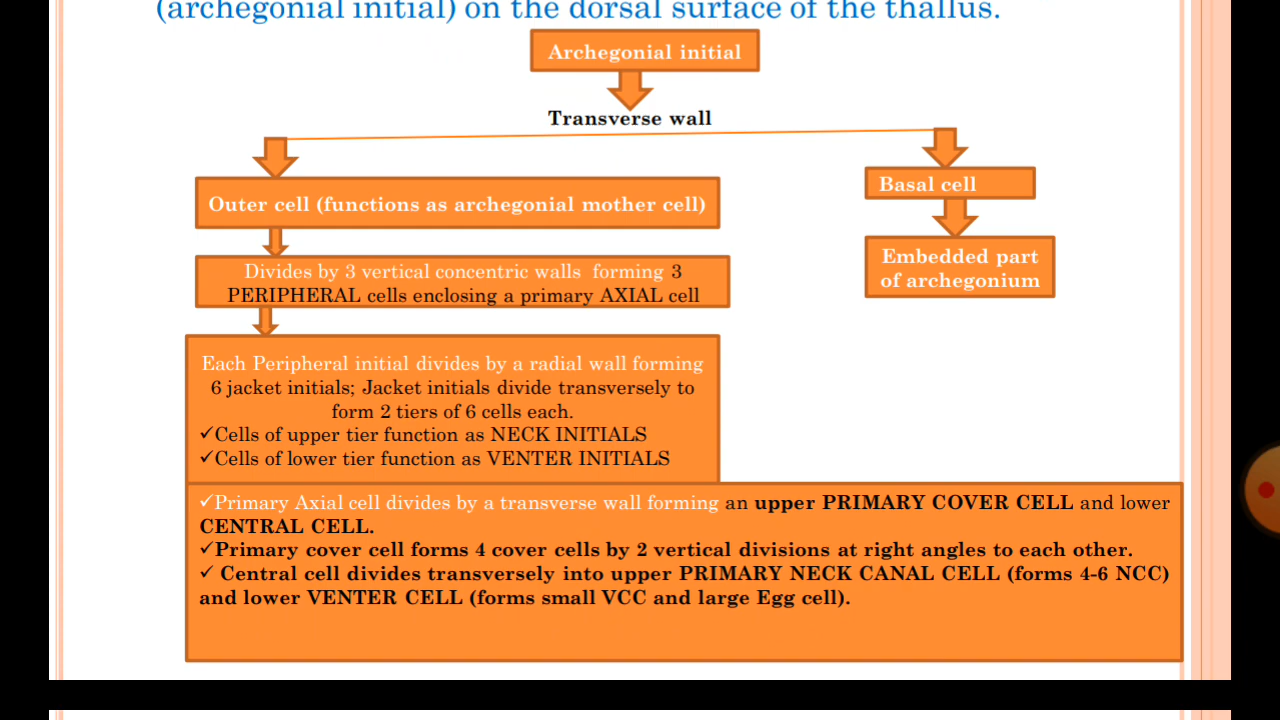 (archegonial initial) on the dorsal surface of the thallus.
Archegonial initial
Transverse wall
Outer cell (functions as archegonial mother cell)
Basal cell
Divides by 3 vertical concentric walls forming 3
PERIPHERAL cells enclosing a primary AXIAL cell
Embedded part
of archegonium
Each Peripheral initial divides by a radial wall forming
6 jacket initials; Jacket initials divide transversely to
form 2 tiers of 6 cells each.
✓Cells of upper tier function as NECK INITIALS
✓Cells of lower tier function as VENTER INITIALS
✓Primary Axial cell divides by a transverse wall forming an upper PRIMARY COVER CELL and lower
CENTRAL CELL.
✓Primary cover cell forms 4 cover cells by 2 vertical divisions at right angles to each other.
✓ Central cell divides transversely into upper PRIMARY NECK CANAL CELL (forms 4-6 NCC)
and lower VENTER CELL (forms small VCC and large Egg cell).